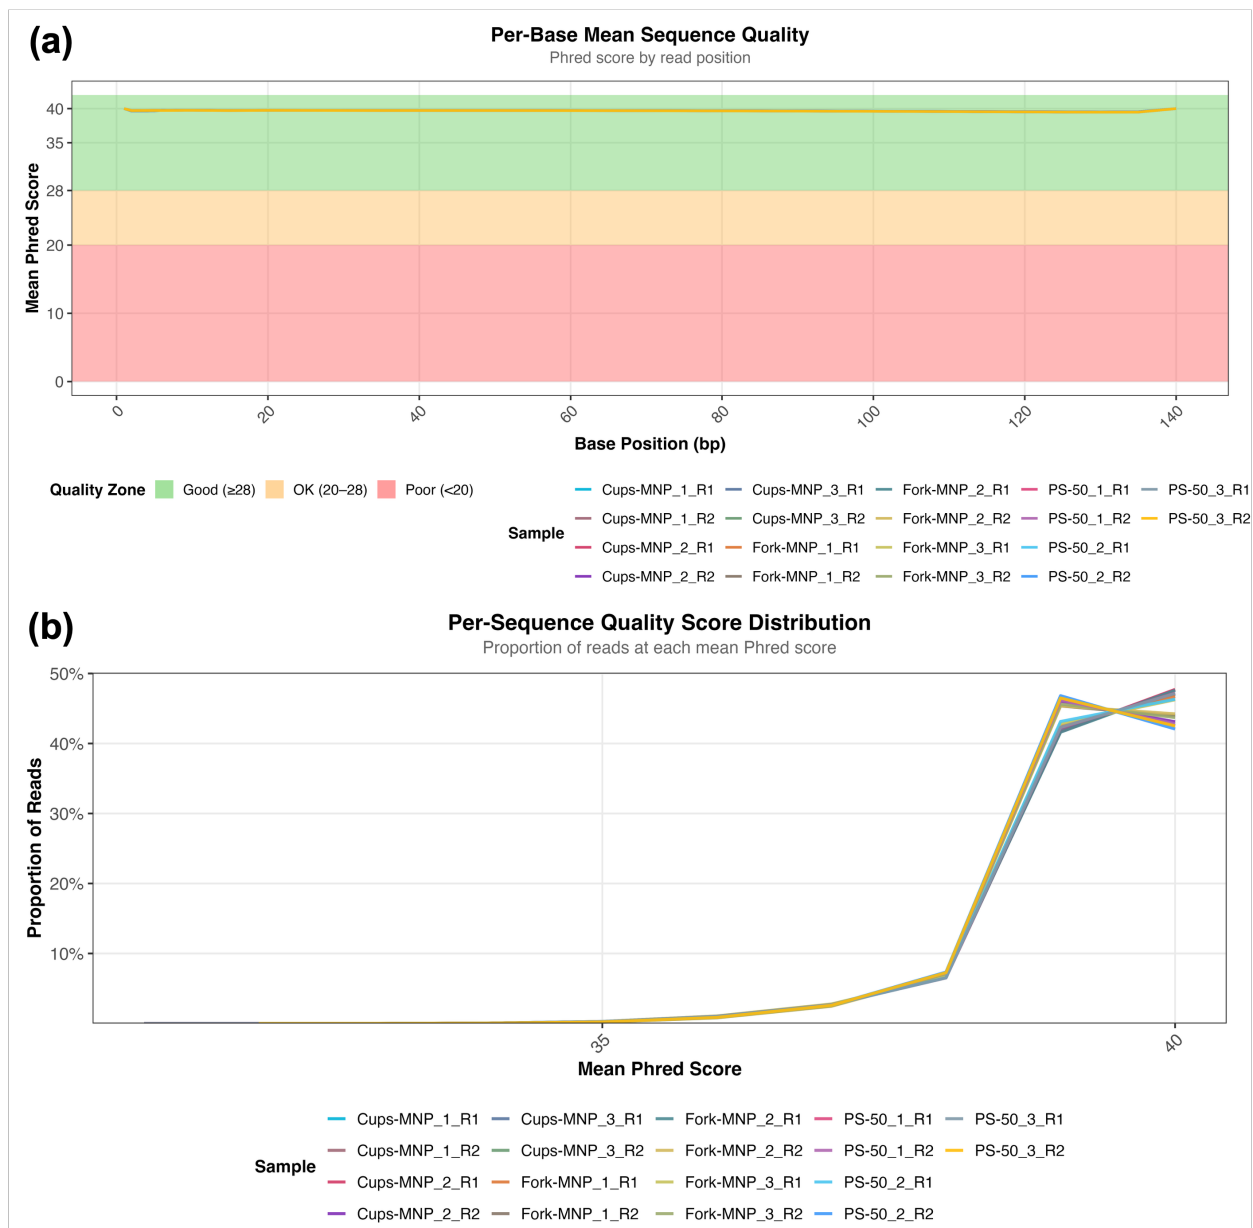 (a)
Per-Base Mean Sequence Quality
Phred score by read position
Mean Phred Score
40
35
28
20
10
0
0 20 40 60 80 100 120 140
Base Position (bp)
Quality Zone Good (≥28) OK (20–28) Poor (<20)
Sample
Cups-MNP_1_R1 Cups-MNP_3_R1 Fork-MNP_2_R1 PS-50_1_R1 PS-50_3_R1
Cups-MNP_1_R2 Cups-MNP_3_R2 Fork-MNP_2_R2 PS-50_1_R2 PS-50_3_R2
Cups-MNP_2_R1 Fork-MNP_1_R1 Fork-MNP_3_R1 PS-50_2_R1
Cups-MNP_2_R2 Fork-MNP_1_R2 Fork-MNP_3_R2 PS-50_2_R2
(b)
Per-Sequence Quality Score Distribution
Proportion of reads at each mean Phred score
Proportion of Reads
50%
40%
30%
20%
10%
35 40
Mean Phred Score
Sample
Cups-MNP_1_R1 Cups-MNP_3_R1 Fork-MNP_2_R1 PS-50_1_R1 PS-50_3_R1
Cups-MNP_1_R2 Cups-MNP_3_R2 Fork-MNP_2_R2 PS-50_1_R2 PS-50_3_R2
Cups-MNP_2_R1 Fork-MNP_1_R1 Fork-MNP_3_R1 PS-50_2_R1
Cups-MNP_2_R2 Fork-MNP_1_R2 Fork-MNP_3_R2 PS-50_2_R2